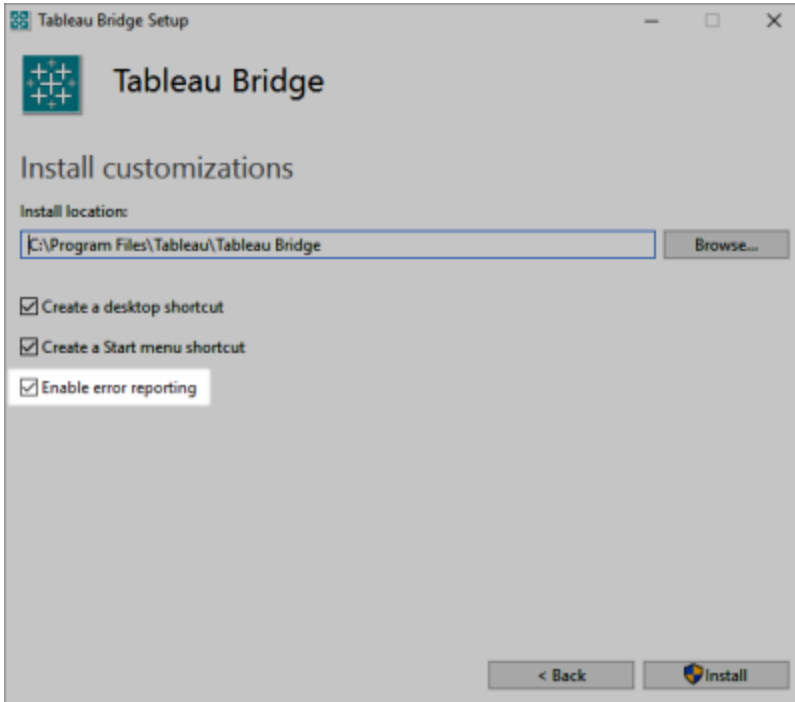 Tableau Bridge Setup
Tableau Bridge
Install customizations
Install location:
C:\Program Files\Tableau\Tableau Bridge
Browse...
Create a desktop shortcut
Create a Start menu shortcut
Enable error reporting
< Back
Install